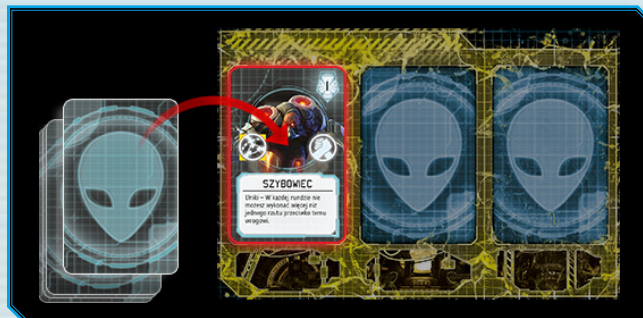 I
SZYBOWIEC
Uniki – W każdej rundzie nie
możesz wykonać więcej niż
jednego rzutu przeciwko temu
wrogowi.